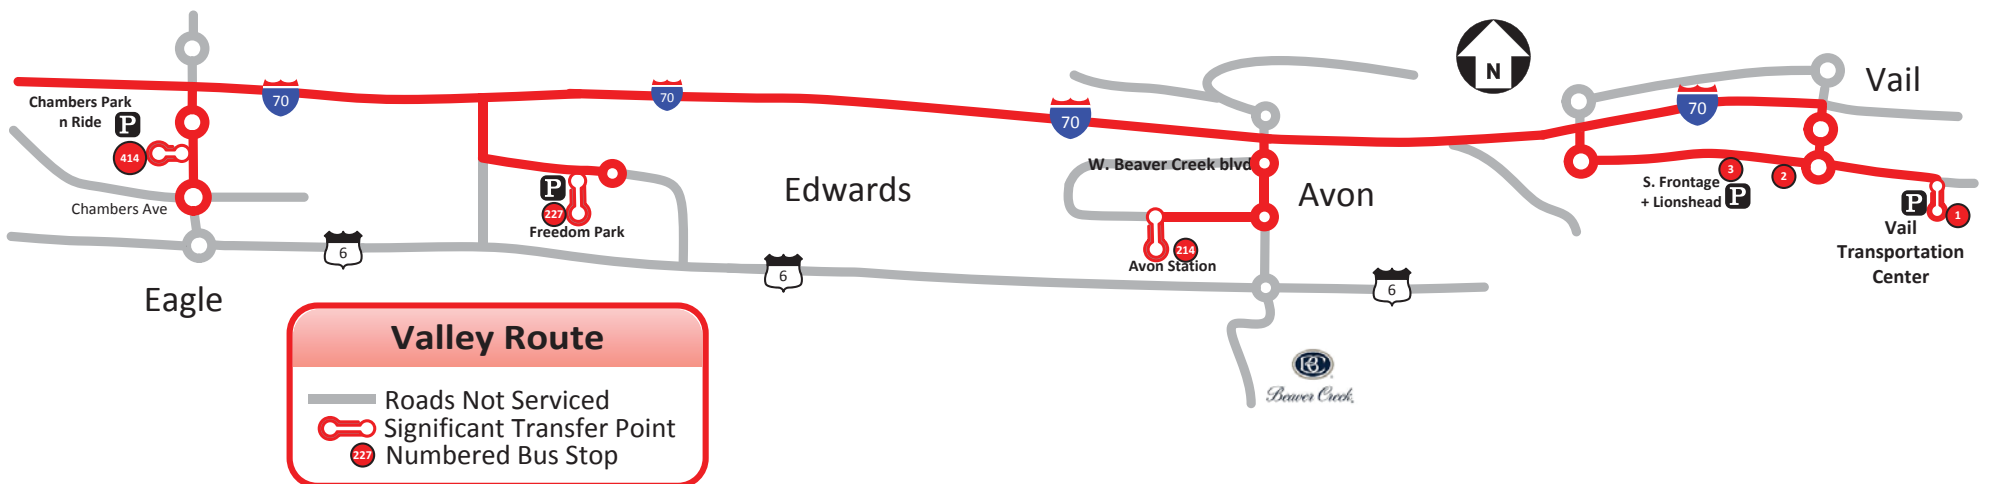 Chambers Park
n Ride
P
414
Chambers Ave
Eagle
70
6
70
P
227
Freedom Park
Edwards
6
70
W. Beaver Creek blvd
Avon
214
Avon Station
6
N
BC
Beaver Creek.
70
Vail
3
2
S. Frontage
+ Lionshead
P
P
1
Vail
Transportation
Center
Valley Route
Roads Not Serviced
Significant Transfer Point
227
Numbered Bus Stop